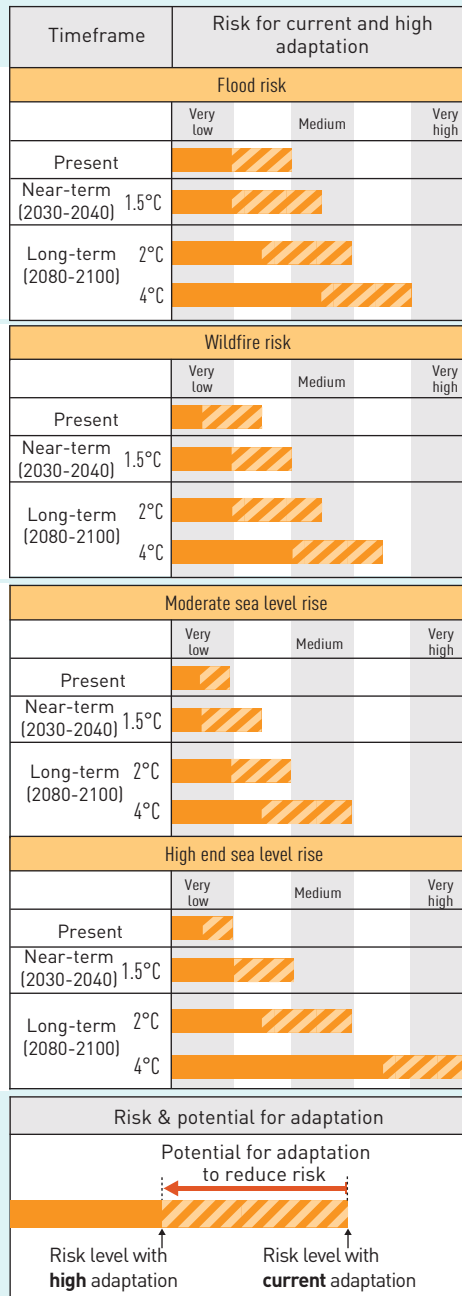 Timeframe
Risk for current and high
adaptation
Flood risk
Very
low
Medium
Very
high
Present
Near-term
(2030-2040)
1.5°C
Long-term
(2080-2100)
2°C
4°C
Wildfire risk
Very
low
Medium
Very
high
Present
Near-term
(2030-2040)
1.5°C
Long-term
(2080-2100)
2°C
4°C
Moderate sea level rise
Very
low
Medium
Very
high
Present
Near-term
(2030-2040)
1.5°C
Long-term
(2080-2100)
2°C
4°C
High end sea level rise
Very
low
Medium
Very
high
Present
Near-term
(2030-2040)
1.5°C
Long-term
(2080-2100)
2°C
4°C
Risk & potential for adaptation
Potential for adaptation
to reduce risk
Risk level with
high adaptation
Risk level with
current adaptation